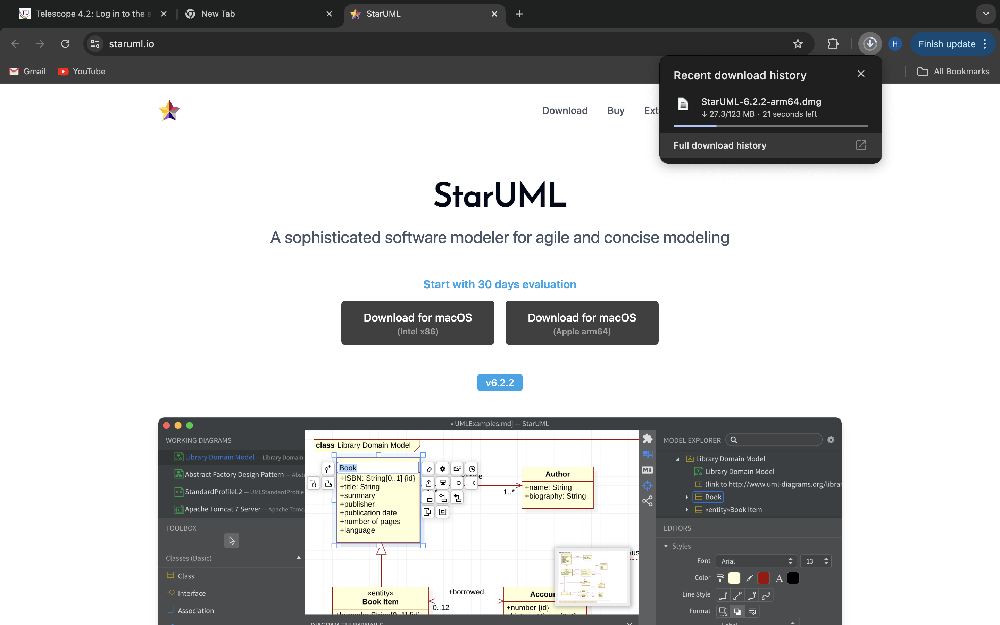 Telescope 4.2: Log in to the s
New Tab
StarUML
staruml.io
H
Finish update
Gmail
YouTube
All Bookmarks
Recent download history
StarUML-6.2.2-arm64.dmg
↓ 27.3/123 MB • 21 seconds left
Full download history
Download
Buy
Ext
StarUML
A sophisticated software modeler for agile and concise modeling
Start with 30 days evaluation
Download for macOS
(Intel x86)
Download for macOS
(Apple arm64)
v6.2.2
• UMLExamples.mdj — StarUML
WORKING DIAGRAMS
Library Domain Model — Library Domain
Abstract Factory Design Pattern — Abst
StandardProfileL2 — UMLStandardProfile
Apache Tomcat 7 Server — Apache Tomc
TOOLBOX
Classes (Basic)
Class
Interface
Association
class Library Domain Model
Book
+ISBN: String[0..1] {id}
+title: String
+summary
+publisher
+publication date
+number of pages
+language
+wrote
1..*
Author
+name: String
+biography: String
«entity»
Book Item
+barcode: String[0..1] {id}
+borrowed
0..12
Accou
+number {id}
«us
DIAGRAM THUMBNAILS
MODEL EXPLORER
Library Domain Model
Library Domain Model
(link to http://www.uml-diagrams.org/librar
Book
«entity»Book Item
EDITORS
Styles
Font
Arial
13
Color
A
Line Style
Format
Label